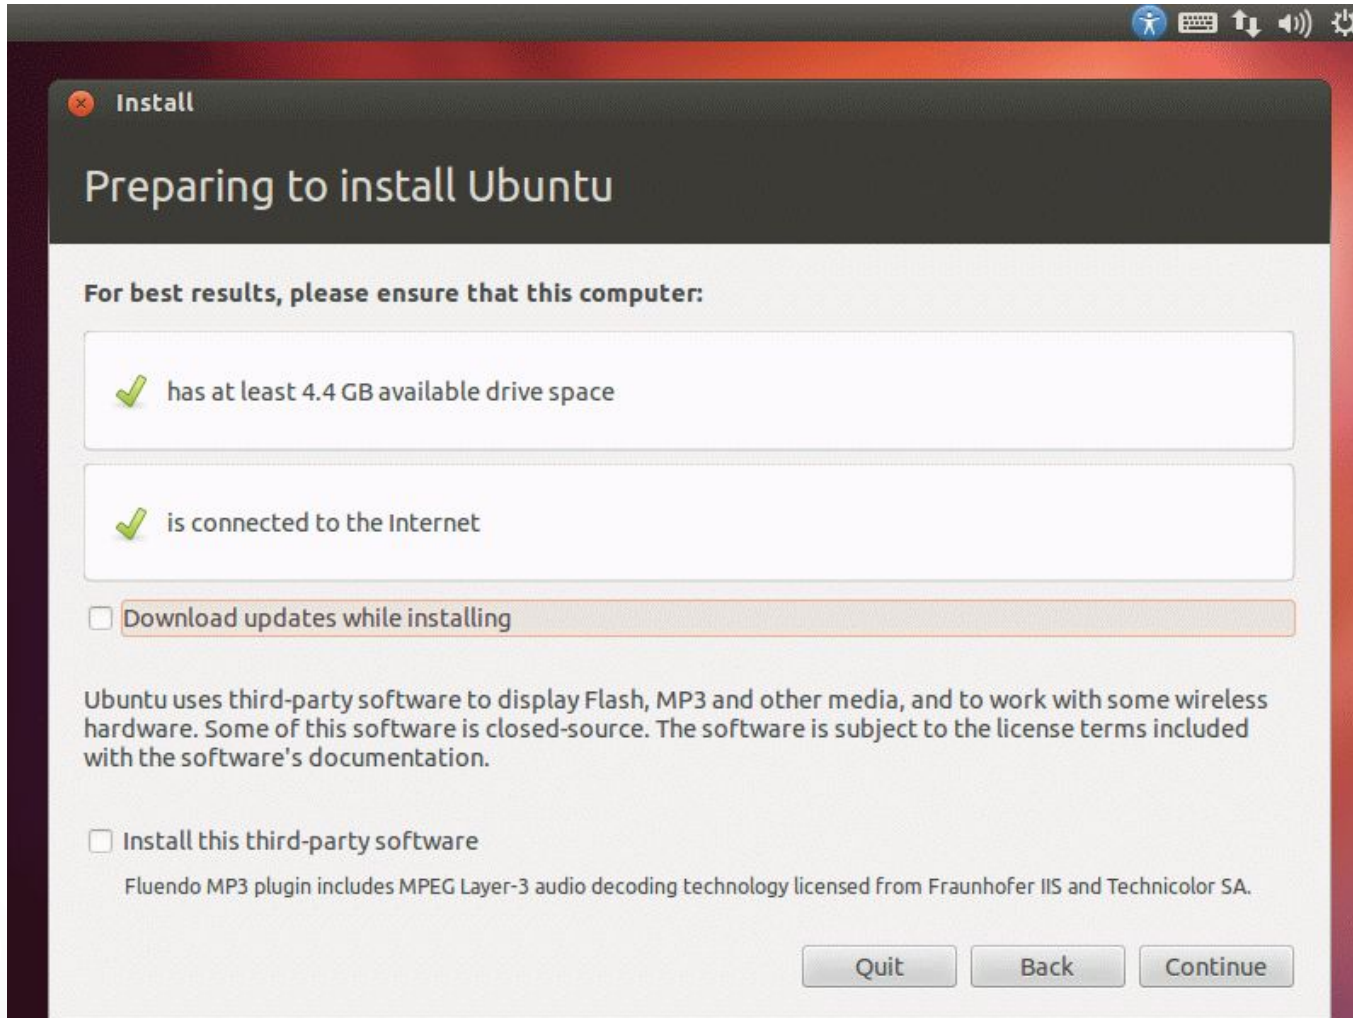 Install
Preparing to install Ubuntu
For best results, please ensure that this computer:
has at least 4.4 GB available drive space
is connected to the Internet
Download updates while installing
Ubuntu uses third-party software to display Flash, MP3 and other media, and to work with some wireless
hardware. Some of this software is closed-source. The software is subject to the license terms included
with the software's documentation.
Install this third-party software
Fluendo MP3 plugin includes MPEG Layer-3 audio decoding technology licensed from Fraunhofer IIS and Technicolor SA.
Quit Back Continue